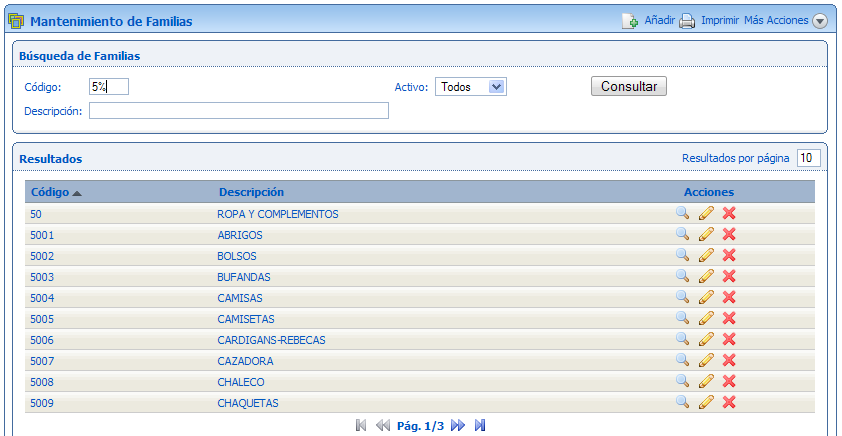 Mantenimiento de Familias Añadir Imprimir Más Acciones
Búsqueda de Familias
Código: 5% Activo: Todos Consultar
Descripción:
Resultados Resultados por página 10
Código Descripción Acciones
50 ROPA Y COMPLEMENTOS
5001 ABRIGOS
5002 BOLSOS
5003 BUFANDAS
5004 CAMISAS
5005 CAMISETAS
5006 CARDIGANS-REBECAS
5007 CAZADORA
5008 CHALECO
5009 CHAQUETAS
Pág. 1/3